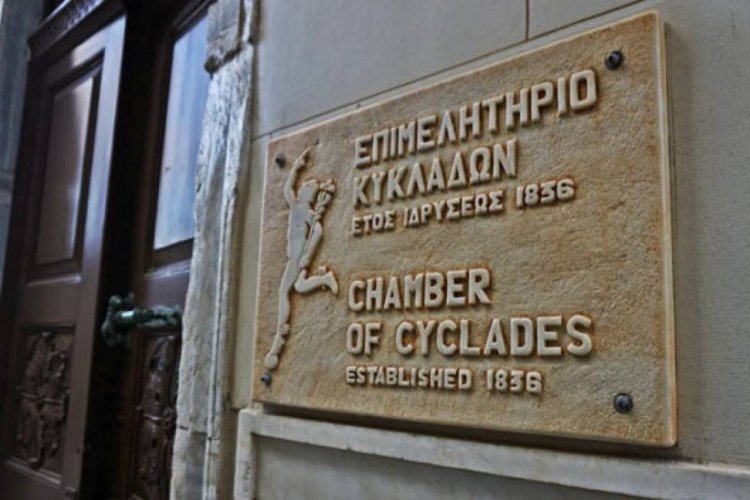 ΕΠΙΜΕΛΗΤΗΡΙΟ
ΚΥΚΛΑΔΩΝ
ΕΤΟΣ ΙΔΡΥΣΕΩΣ 1836
CHAMBER
OF CYCLADES
ESTABLISHED 1836